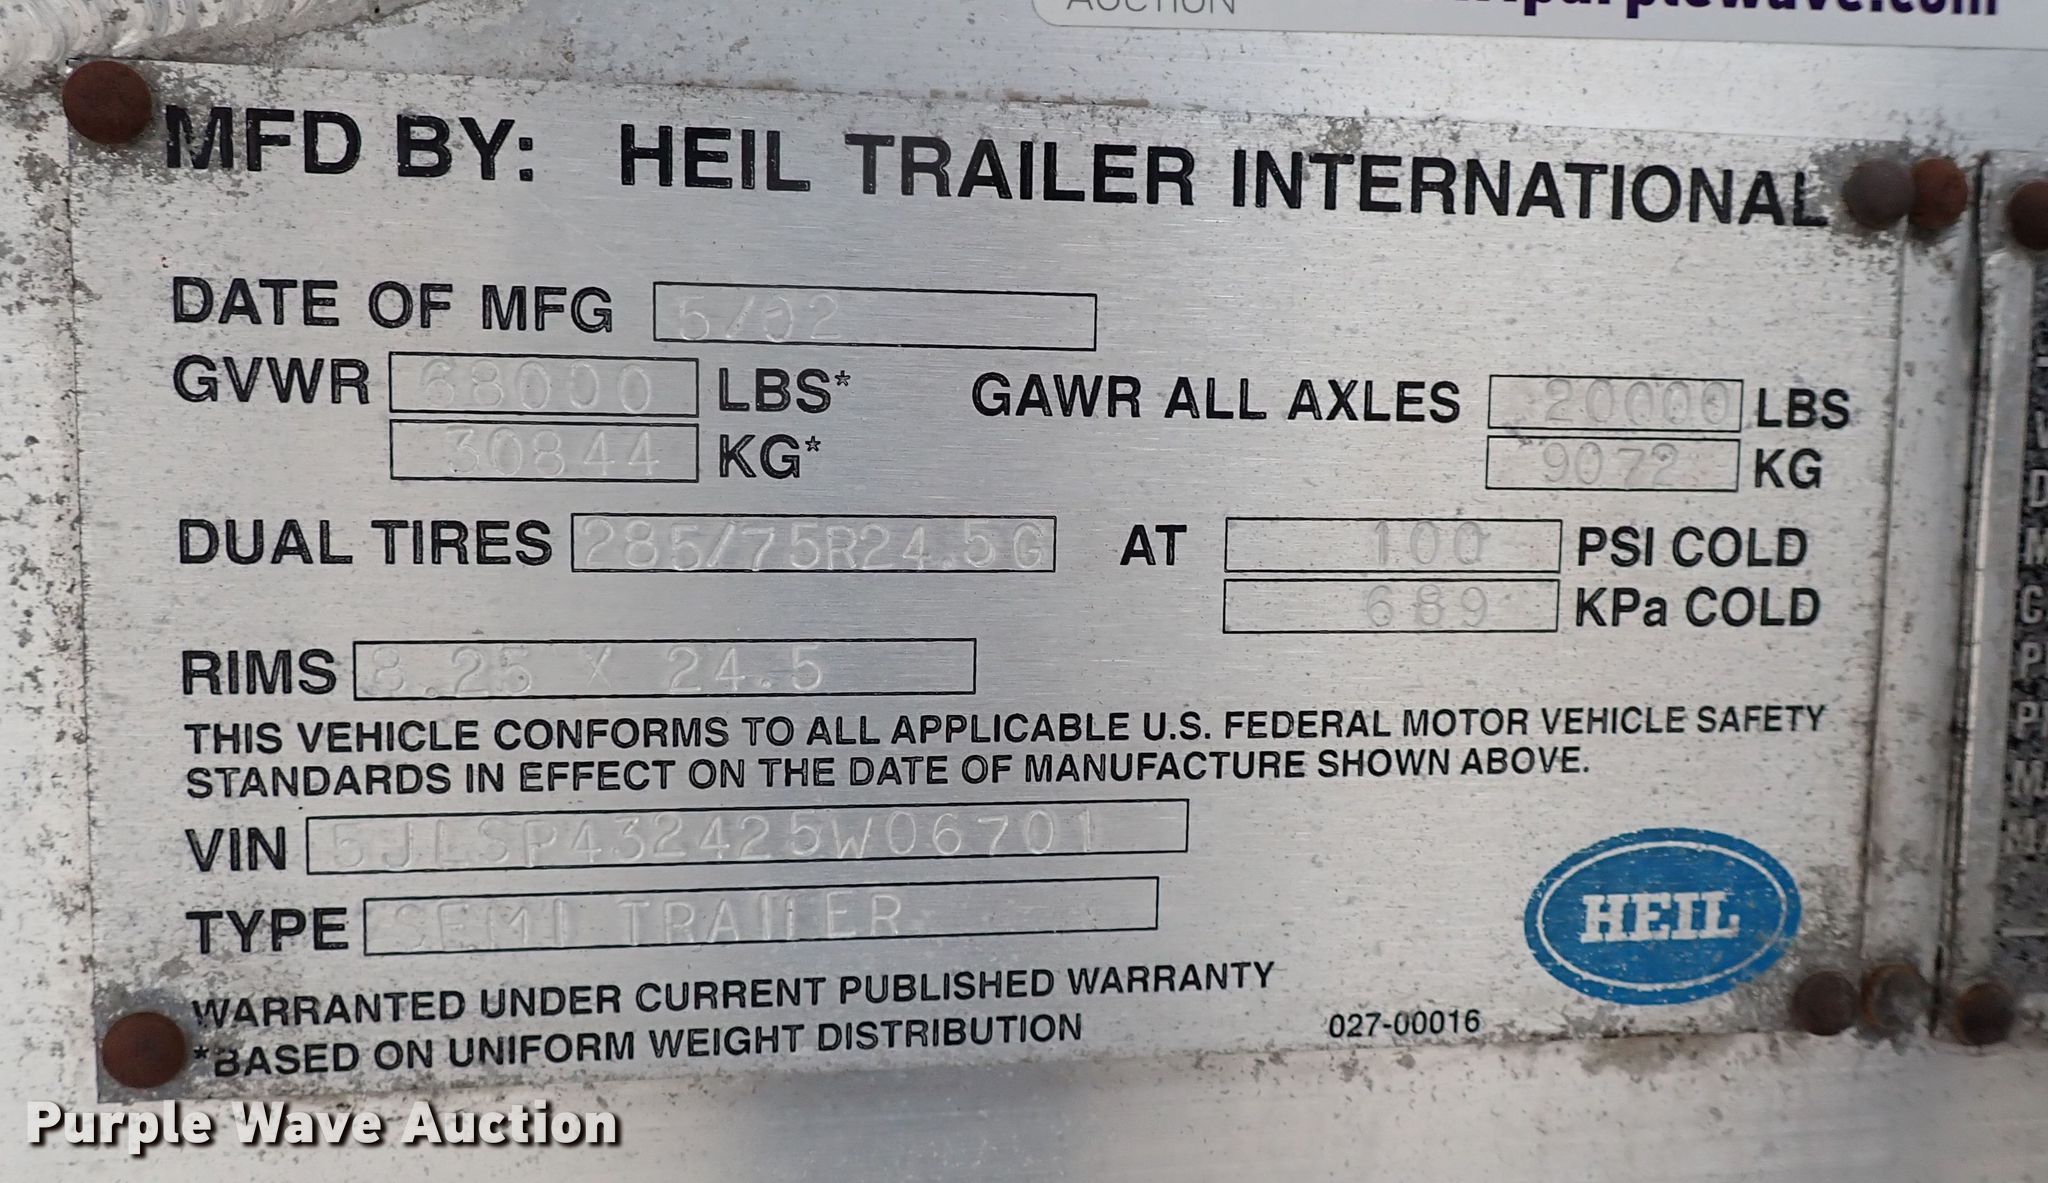 AUCTION purplewave.com
MFD BY: HEIL TRAILER INTERNATIONAL
DATE OF MFG 5/02
GVWR 68000 LBS* GAWR ALL AXLES 20000 LBS
30844 KG* 9072 KG
DUAL TIRES 285/75R24.5G AT 100 PSI COLD
689 KPa COLD
RIMS 8.25 X 24.5
THIS VEHICLE CONFORMS TO ALL APPLICABLE U.S. FEDERAL MOTOR VEHICLE SAFETY
STANDARDS IN EFFECT ON THE DATE OF MANUFACTURE SHOWN ABOVE.
VIN 5JLSP432425W06701
TYPE SEMI TRAILER
HEIL
WARRANTED UNDER CURRENT PUBLISHED WARRANTY
*BASED ON UNIFORM WEIGHT DISTRIBUTION 027-00016
Purple Wave Auction